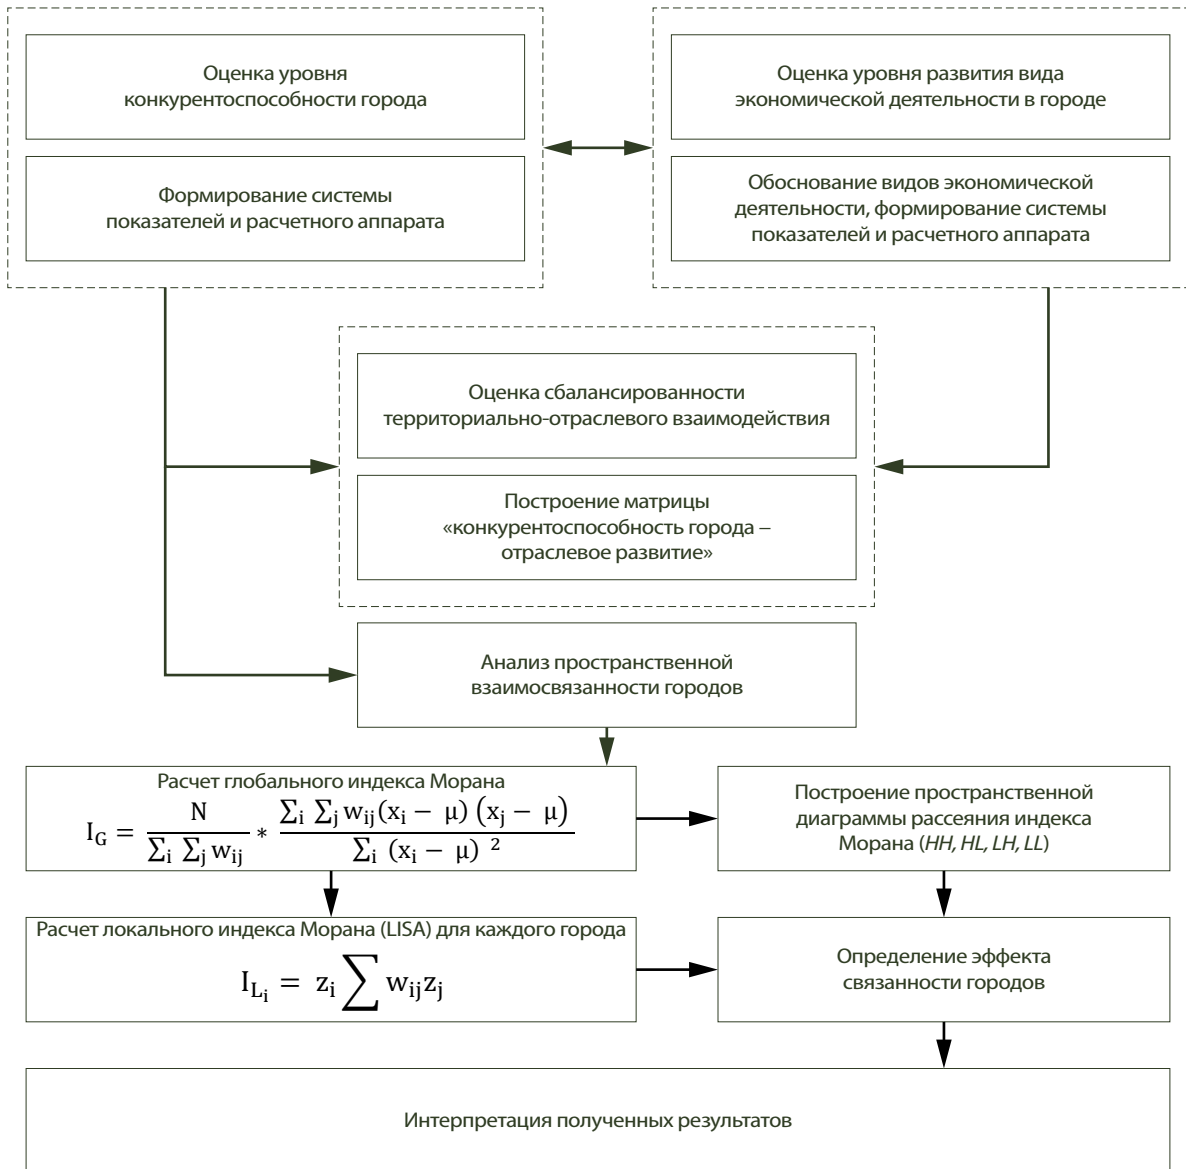 Оценка уровня
конкурентоспособности города
Формирование системы
показателей и расчетного аппарата
Оценка уровня развития вида
экономической деятельности в городе
Обоснование видов экономической
деятельности, формирование системы
показателей и расчетного аппарата
Оценка сбалансированности
территориально-отраслевого взаимодействия
Построение матрицы
«конкурентоспособность города –
отраслевое развитие»
Анализ пространственной
взаимосвязанности городов
Расчет глобального индекса Морана
I_G = N / (∑_i ∑_j w_ij) * (∑_i ∑_j w_ij(x_i − μ) (x_j − μ)) / (∑_i (x_i − μ) ²)
Построение пространственной
диаграммы рассеяния индекса
Морана (HH, HL, LH, LL)
Расчет локального индекса Морана (LISA) для каждого города
I_L_i = z_i ∑ w_ij z_j
Определение эффекта
связанности городов
Интерпретация полученных результатов